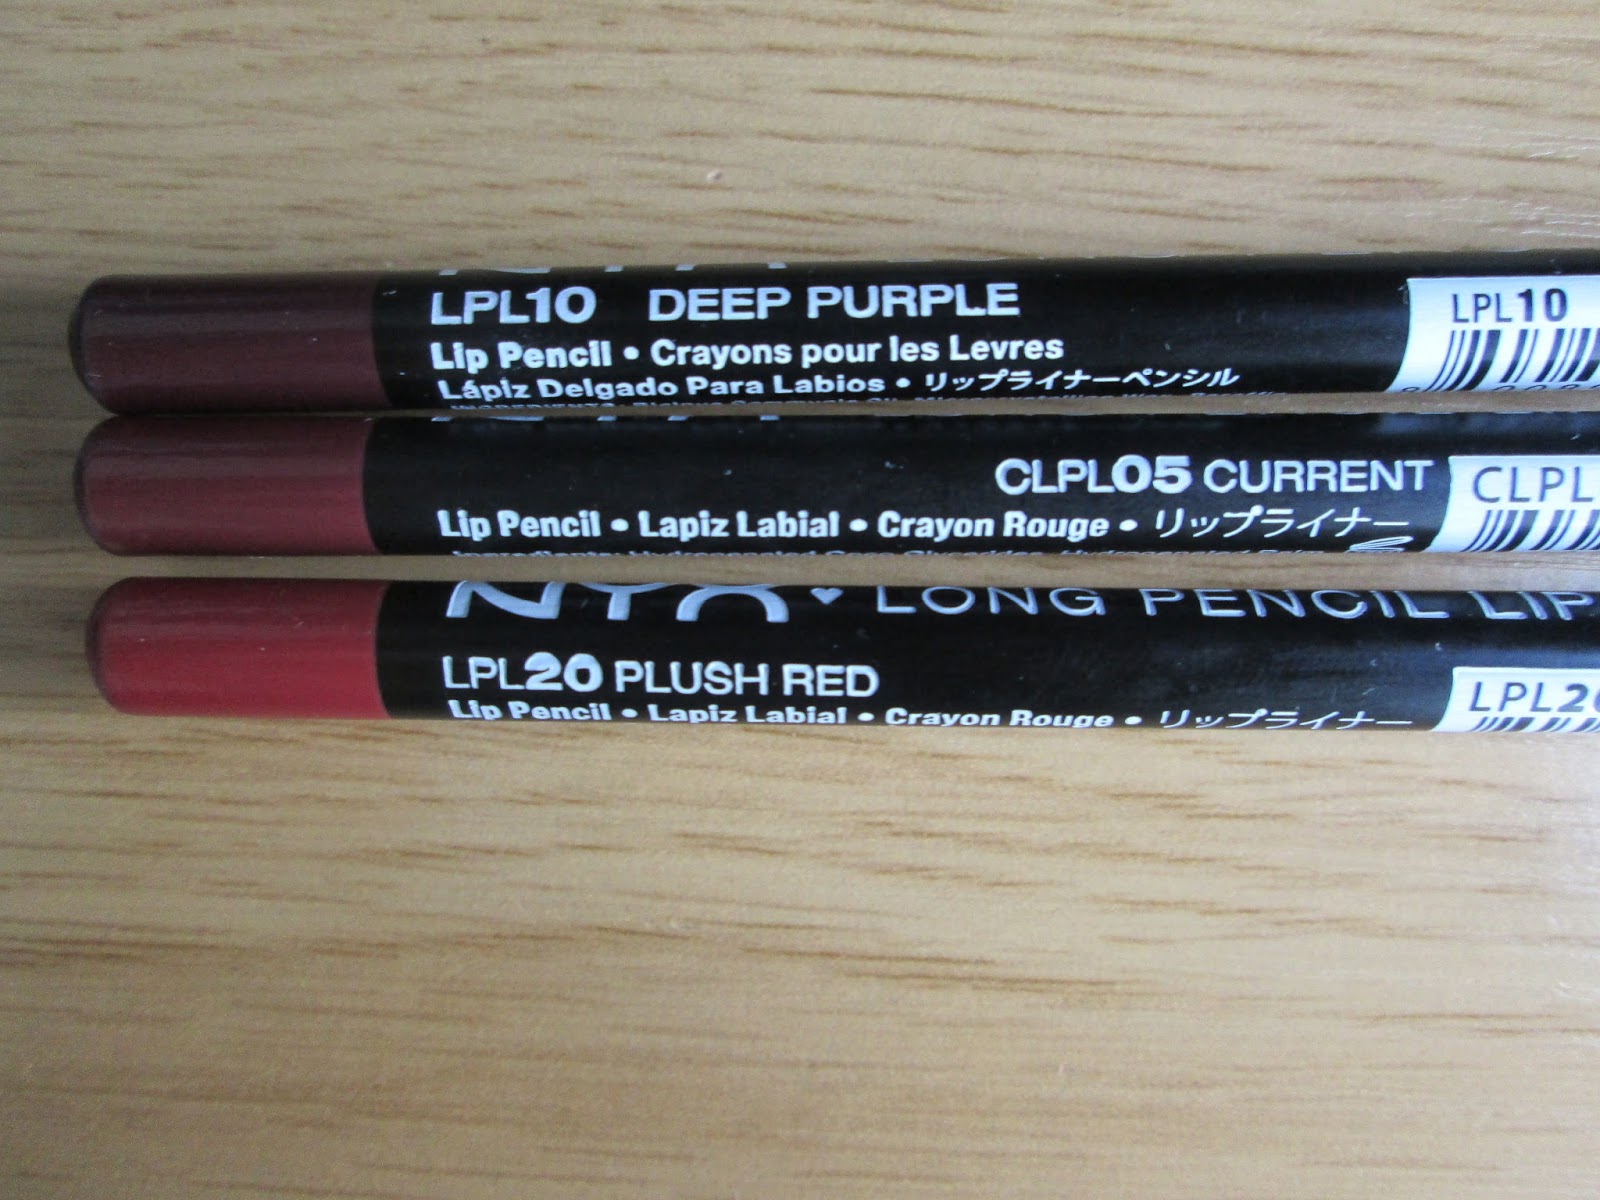 LPL10 DEEP PURPLE
Lip Pencil • Crayons pour les Levres
Lápiz Delgado Para Labios • リップライナーペンシル
LPL10
CLPL05 CURRENT
Lip Pencil • Lapiz Labial • Crayon Rouge • リップライナー
CLPL
NYX LONG PENCIL LIP
LPL20 PLUSH RED
Lip Pencil • Lapiz Labial • Crayon Rouge • リップライナー
LPL20